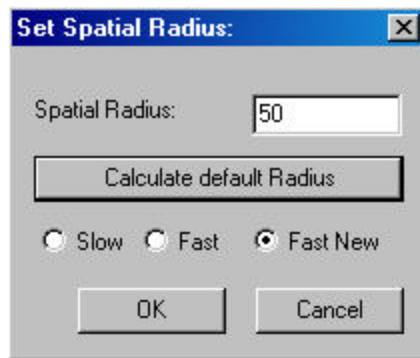 Set Spatial Radius:
Spatial Radius: 50
Calculate default Radius
Slow Fast Fast New
OK Cancel